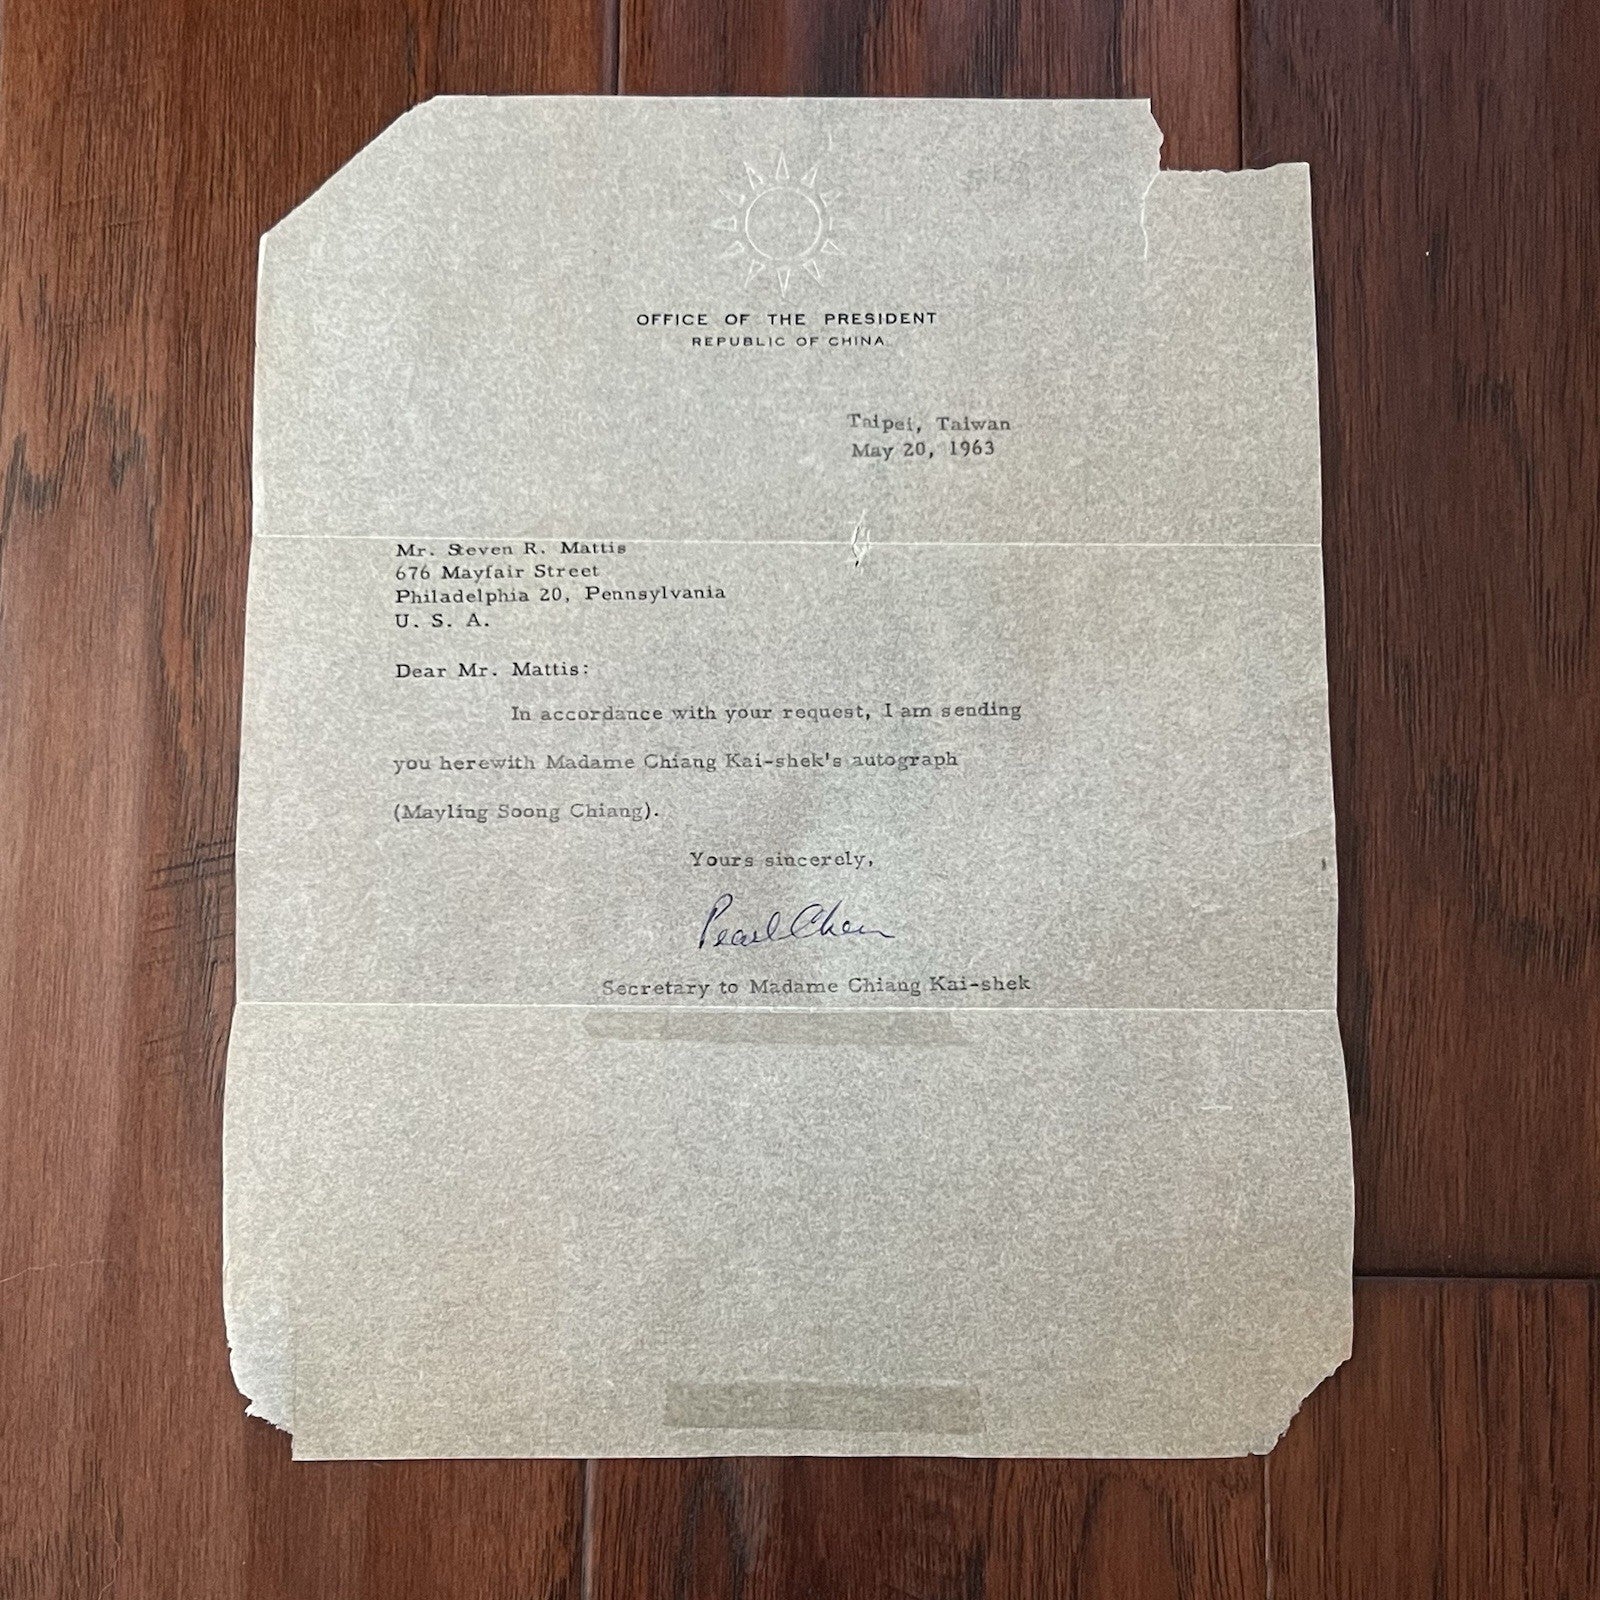 OFFICE OF THE PRESIDENT
REPUBLIC OF CHINA
Taipei, Taiwan
May 20, 1963
Mr. Steven R. Mattis
676 Mayfair Street
Philadelphia 20, Pennsylvania
U. S. A.
Dear Mr. Mattis:
In accordance with your request, I am sending
you herewith Madame Chiang Kai-shek's autograph
(Mayling Soong Chiang).
Yours sincerely,
Pearl Chen
Secretary to Madame Chiang Kai-shek